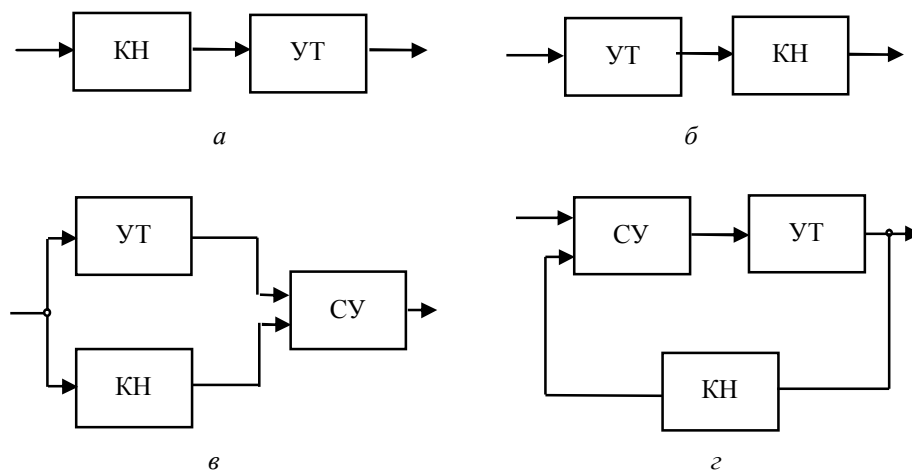 КН УТ УТ КН
а б
УТ СУ УТ
СУ
КН КН
в г